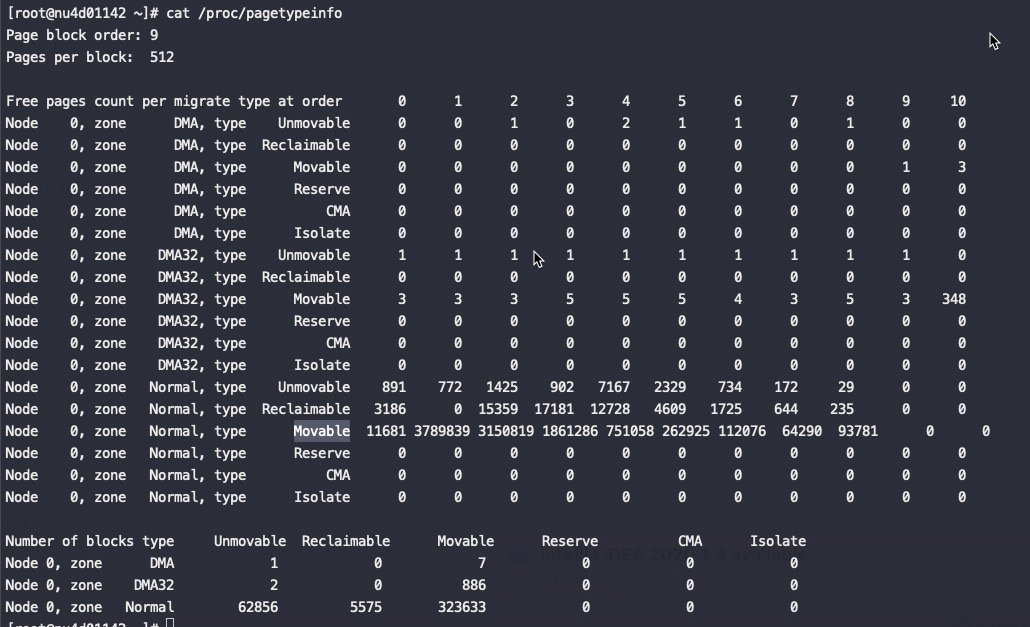 [root@nu4d01142 ~]# cat /proc/pagetypeinfo
Page block order: 9
Pages per block:  512
Free pages count per migrate type at order       0      1      2      3      4      5      6      7      8      9     10
Node    0, zone      DMA, type    Unmovable      0      0      1      0      2      1      1      0      1      0      0
Node    0, zone      DMA, type  Reclaimable      0      0      0      0      0      0      0      0      0      0      0
Node    0, zone      DMA, type      Movable      0      0      0      0      0      0      0      0      0      1      3
Node    0, zone      DMA, type      Reserve      0      0      0      0      0      0      0      0      0      0      0
Node    0, zone      DMA, type          CMA      0      0      0      0      0      0      0      0      0      0      0
Node    0, zone      DMA, type      Isolate      0      0      0      0      0      0      0      0      0      0      0
Node    0, zone    DMA32, type    Unmovable      1      1      1      1      1      1      1      1      1      1      0
Node    0, zone    DMA32, type  Reclaimable      0      0      0      0      0      0      0      0      0      0      0
Node    0, zone    DMA32, type      Movable      3      3      3      5      5      5      4      3      5      3    348
Node    0, zone    DMA32, type      Reserve      0      0      0      0      0      0      0      0      0      0      0
Node    0, zone    DMA32, type          CMA      0      0      0      0      0      0      0      0      0      0      0
Node    0, zone    DMA32, type      Isolate      0      0      0      0      0      0      0      0      0      0      0
Node    0, zone   Normal, type    Unmovable    891    772   1425    902   7167   2329    734    172     29      0      0
Node    0, zone   Normal, type  Reclaimable   3186      0  15359  17181  12728   4609   1725    644    235      0      0
Node    0, zone   Normal, type      Movable  11681 3789839 3150819 1861286 751058 262925 112076  64290  93781      0      0
Node    0, zone   Normal, type      Reserve      0      0      0      0      0      0      0      0      0      0      0
Node    0, zone   Normal, type          CMA      0      0      0      0      0      0      0      0      0      0      0
Node    0, zone   Normal, type      Isolate      0      0      0      0      0      0      0      0      0      0      0
Number of blocks type     Unmovable  Reclaimable      Movable      Reserve          CMA      Isolate
Node 0, zone      DMA            1            0            7            0            0            0
Node 0, zone    DMA32            2            0          886            0            0            0
Node 0, zone   Normal        62856         5575       323633            0            0            0
[root@nu4d01142 ~]#